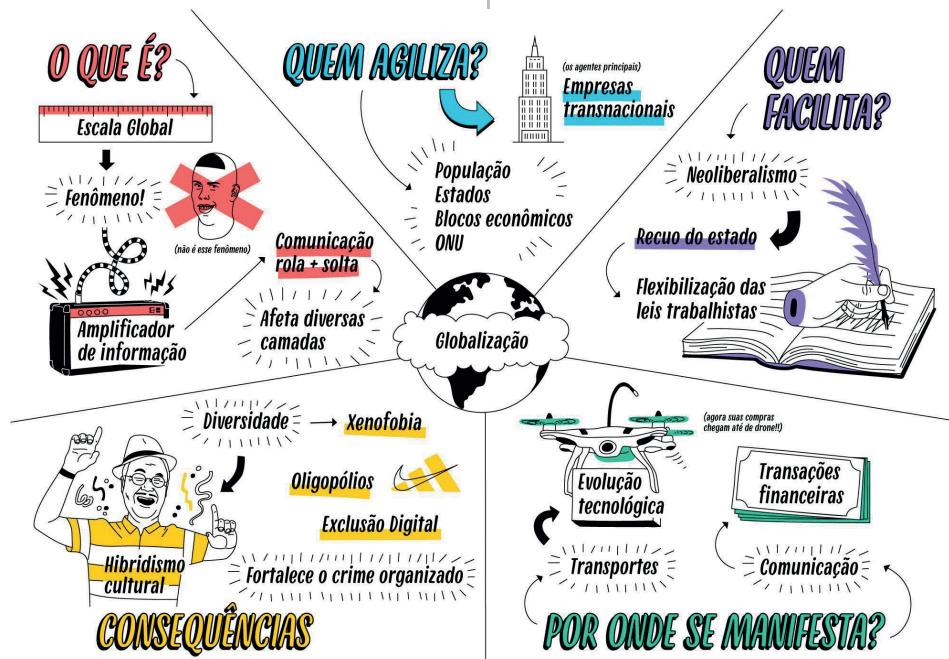 O QUE É?
Escala Global
Fenômeno!
(não é esse fenômeno)
Amplificador
de informação
Comunicação
rola + solta
Afeta diversas
camadas
QUEM AGILIZA?
(os agentes principais)
Empresas
transnacionais
População
Estados
Blocos econômicos
ONU
QUEM
FACILITA?
Neoliberalismo
Recuo do estado
Flexibilização das
leis trabalhistas
Globalização
Diversidade
Xenofobia
Oligopólios
Exclusão Digital
Hibridismo
cultural
Fortalece o crime organizado
CONSEQUÊNCIAS
(agora suas compras
chegam até de drone!!)
Evolução
tecnológica
Transações
financeiras
Transportes
Comunicação
POR ONDE SE MANIFESTA?